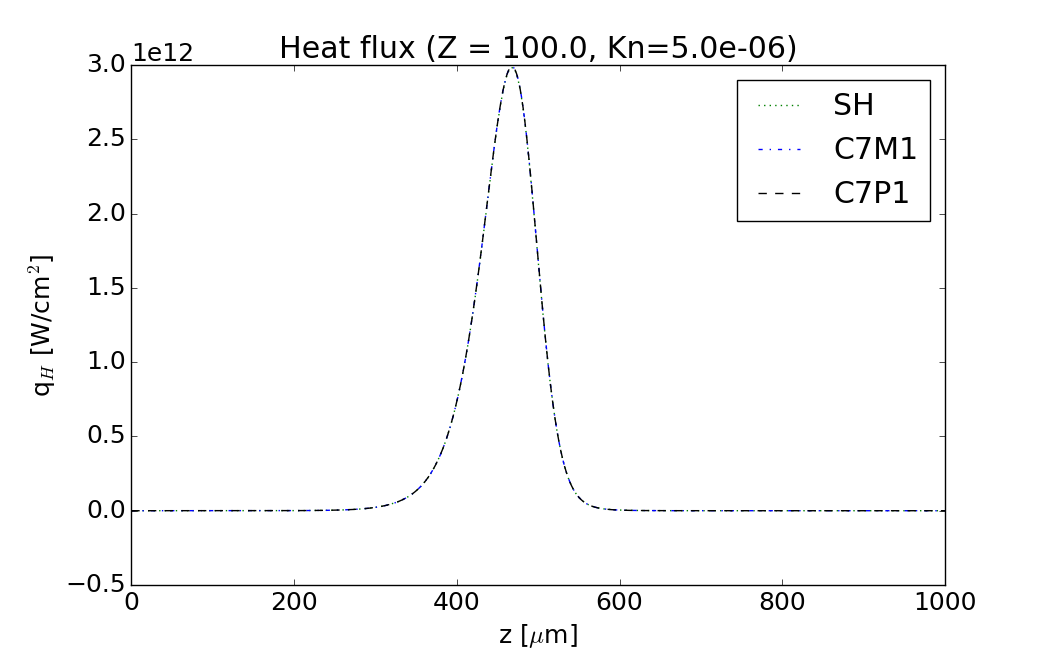 Heat flux (Z = 100.0, Kn=5.0e-06)
1e12
3.0
2.5
2.0
1.5
1.0
0.5
0.0
−0.5
q_H [W/cm²]
0 200 400 600 800 1000
z [μm]
SH
C7M1
C7P1